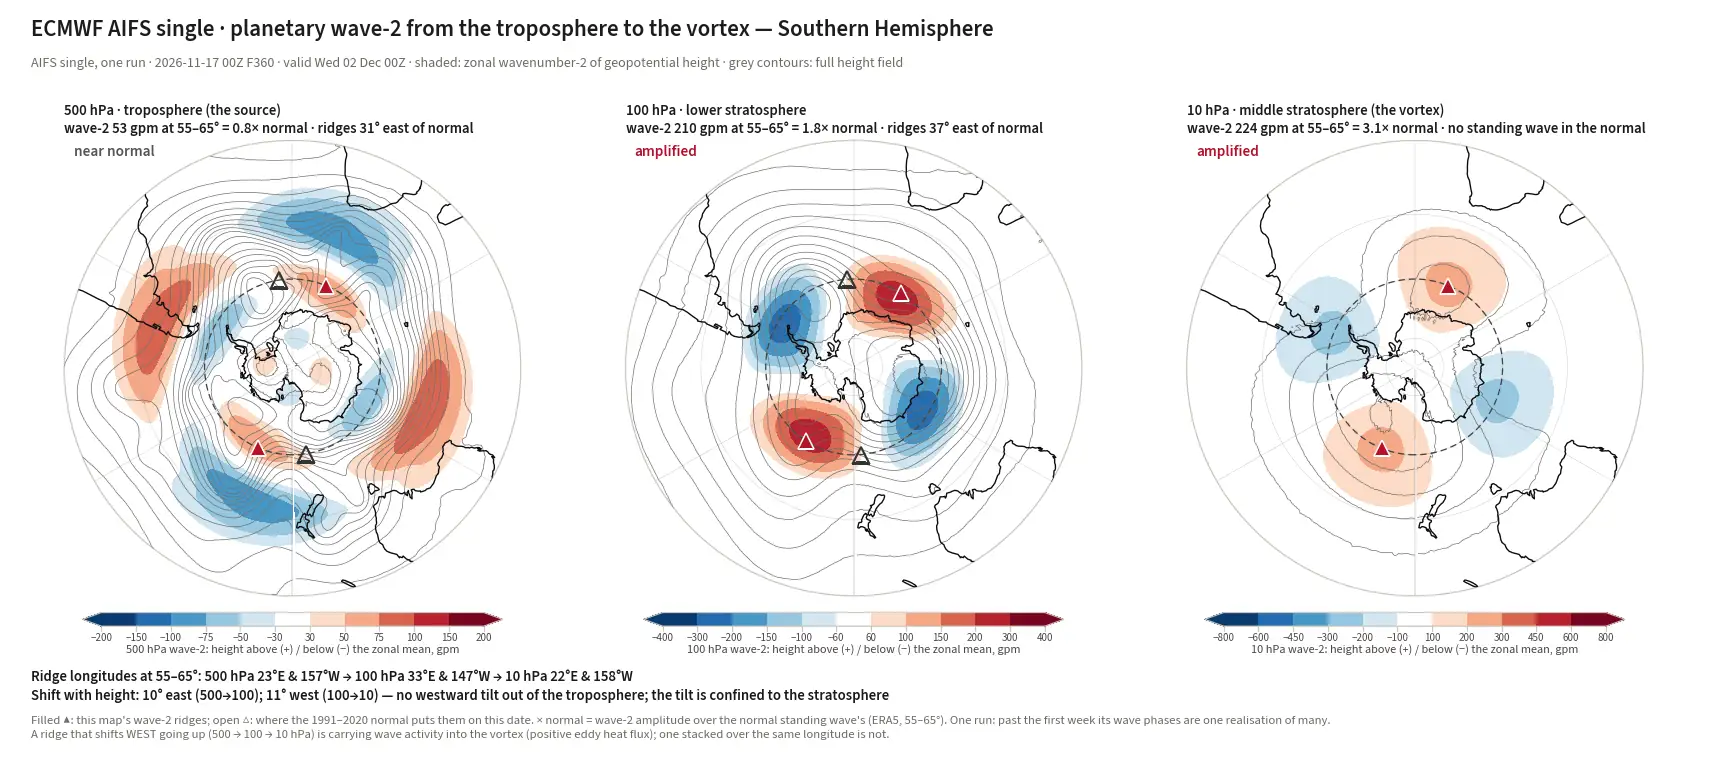 ECMWF AIFS single · planetary wave-2 from the troposphere to the vortex — Southern Hemisphere
AIFS single, one run · 2026-11-17 00Z F360 · valid Wed 02 Dec 00Z · shaded: zonal wavenumber-2 of geopotential height · grey contours: full height field
500 hPa · troposphere (the source)
wave-2 53 gpm at 55–65° = 0.8× normal · ridges 31° east of normal
near normal
100 hPa · lower stratosphere
wave-2 210 gpm at 55–65° = 1.8× normal · ridges 37° east of normal
amplified
10 hPa · middle stratosphere (the vortex)
wave-2 224 gpm at 55–65° = 3.1× normal · no standing wave in the normal
amplified
−200 −150 −100 −75 −50 −30 30 50 75 100 150 200
500 hPa wave-2: height above (+) / below (−) the zonal mean, gpm
−400 −300 −200 −150 −100 −60 60 100 150 200 300 400
100 hPa wave-2: height above (+) / below (−) the zonal mean, gpm
−800 −600 −450 −300 −200 −100 100 200 300 450 600 800
10 hPa wave-2: height above (+) / below (−) the zonal mean, gpm
Ridge longitudes at 55–65°: 500 hPa 23°E & 157°W → 100 hPa 33°E & 147°W → 10 hPa 22°E & 158°W
Shift with height: 10° east (500→100); 11° west (100→10) — no westward tilt out of the troposphere; the tilt is confined to the stratosphere
Filled ▲: this map's wave-2 ridges; open △: where the 1991–2020 normal puts them on this date. × normal = wave-2 amplitude over the normal standing wave's (ERA5, 55–65°). One run: past the first week its wave phases are one realisation of many.
A ridge that shifts WEST going up (500 → 100 → 10 hPa) is carrying wave activity into the vortex (positive eddy heat flux); one stacked over the same longitude is not.